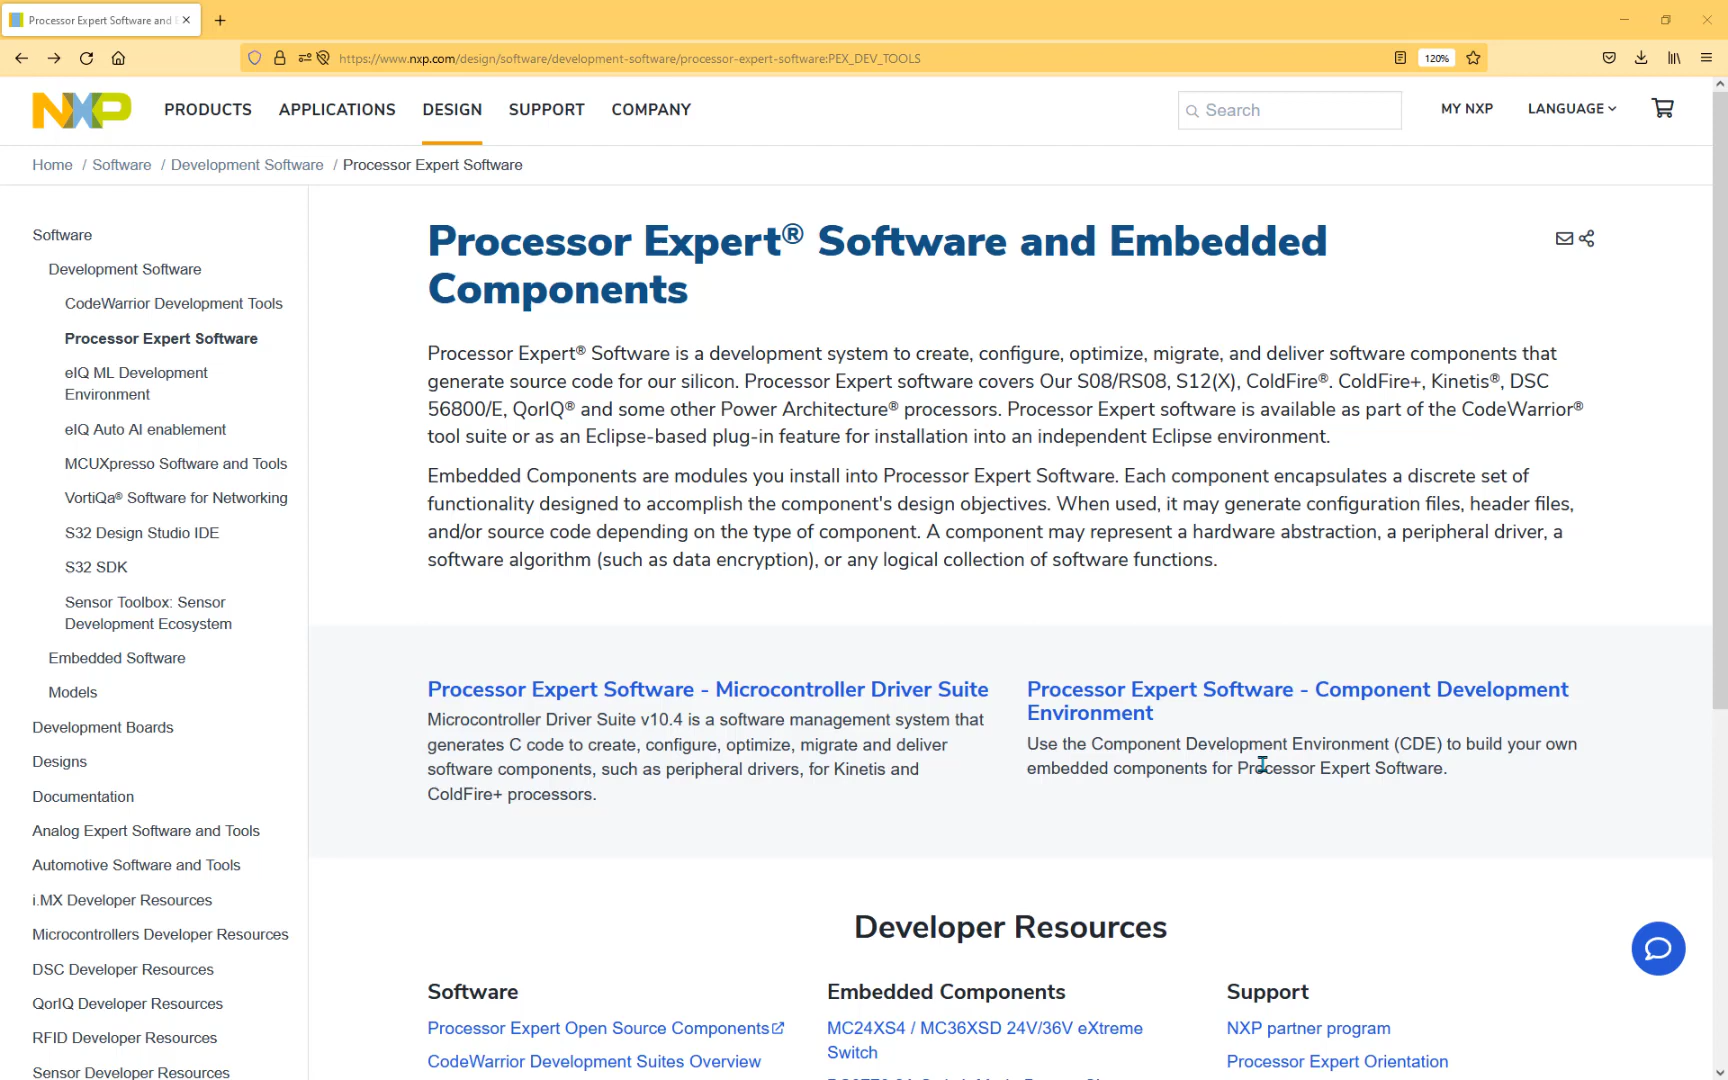 Processor Expert Software and E
https://www.nxp.com/design/software/development-software/processor-expert-software:PEX_DEV_TOOLS
120%
NXP
PRODUCTS
APPLICATIONS
DESIGN
SUPPORT
COMPANY
Search
MY NXP
LANGUAGE
Home / Software / Development Software / Processor Expert Software
Software
Development Software
CodeWarrior Development Tools
Processor Expert Software
eIQ ML Development
Environment
eIQ Auto AI enablement
MCUXpresso Software and Tools
VortiQa® Software for Networking
S32 Design Studio IDE
S32 SDK
Sensor Toolbox: Sensor
Development Ecosystem
Embedded Software
Models
Development Boards
Designs
Documentation
Analog Expert Software and Tools
Automotive Software and Tools
i.MX Developer Resources
Microcontrollers Developer Resources
DSC Developer Resources
QorIQ Developer Resources
RFID Developer Resources
Sensor Developer Resources
Processor Expert® Software and Embedded
Components
Processor Expert® Software is a development system to create, configure, optimize, migrate, and deliver software components that
generate source code for our silicon. Processor Expert software covers Our S08/RS08, S12(X), ColdFire®. ColdFire+, Kinetis®, DSC
56800/E, QorIQ® and some other Power Architecture® processors. Processor Expert software is available as part of the CodeWarrior®
tool suite or as an Eclipse-based plug-in feature for installation into an independent Eclipse environment.
Embedded Components are modules you install into Processor Expert Software. Each component encapsulates a discrete set of
functionality designed to accomplish the component's design objectives. When used, it may generate configuration files, header files,
and/or source code depending on the type of component. A component may represent a hardware abstraction, a peripheral driver, a
software algorithm (such as data encryption), or any logical collection of software functions.
Processor Expert Software - Microcontroller Driver Suite
Microcontroller Driver Suite v10.4 is a software management system that
generates C code to create, configure, optimize, migrate and deliver
software components, such as peripheral drivers, for Kinetis and
ColdFire+ processors.
Processor Expert Software - Component Development
Environment
Use the Component Development Environment (CDE) to build your own
embedded components for Processor Expert Software.
Developer Resources
Software
Processor Expert Open Source Components
CodeWarrior Development Suites Overview
Embedded Components
MC24XS4 / MC36XSD 24V/36V eXtreme
Switch
Support
NXP partner program
Processor Expert Orientation